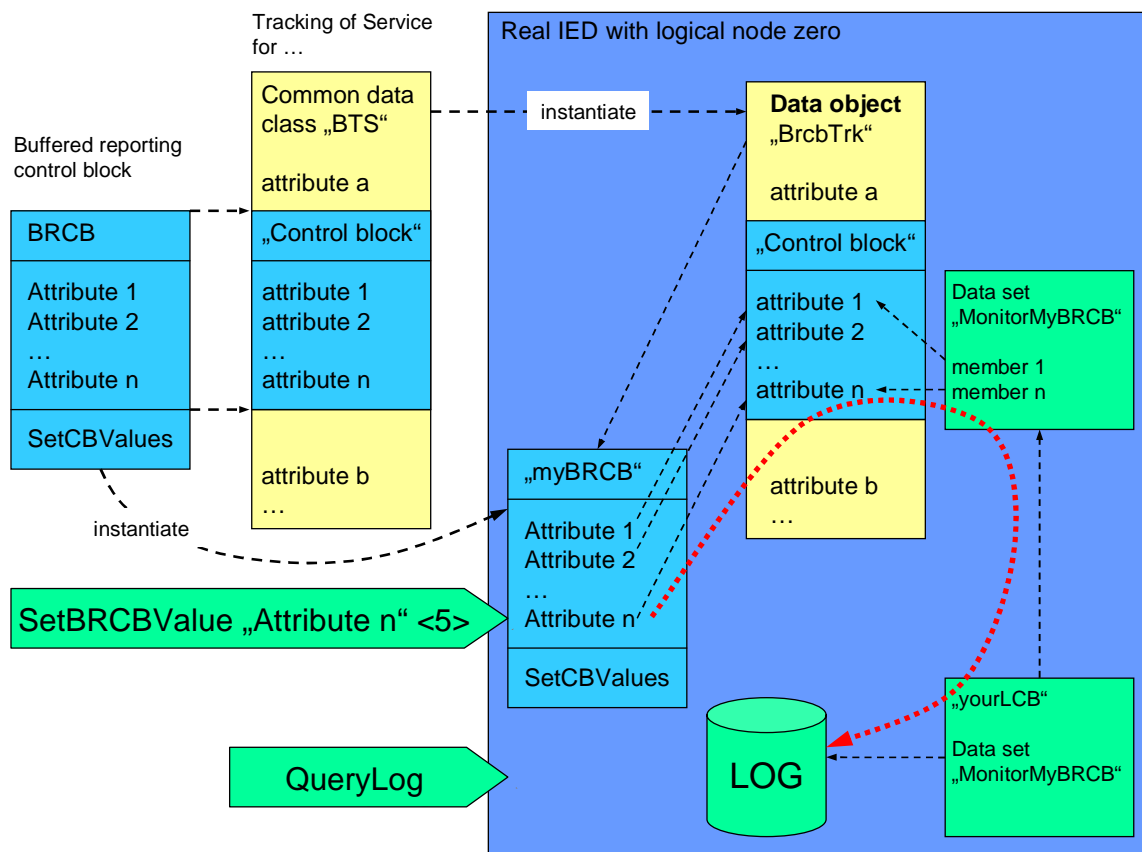 Tracking of Service
for …
Real IED with logical node zero
Buffered reporting
control block
BRCB
Attribute 1
Attribute 2
…
Attribute n
SetCBValues
instantiate
Common data
class „BTS“
attribute a
„Control block“
attribute 1
attribute 2
…
attribute n
attribute b
…
instantiate
Data object
„BrcbTrk“
attribute a
„Control block“
attribute 1
attribute 2
…
attribute n
attribute b
…
Data set
„MonitorMyBRCB“
member 1
member n
„myBRCB“
Attribute 1
Attribute 2
…
Attribute n
SetCBValues
SetBRCBValue „Attribute n“ <5>
QueryLog
LOG
„yourLCB“
Data set
„MonitorMyBRCB“